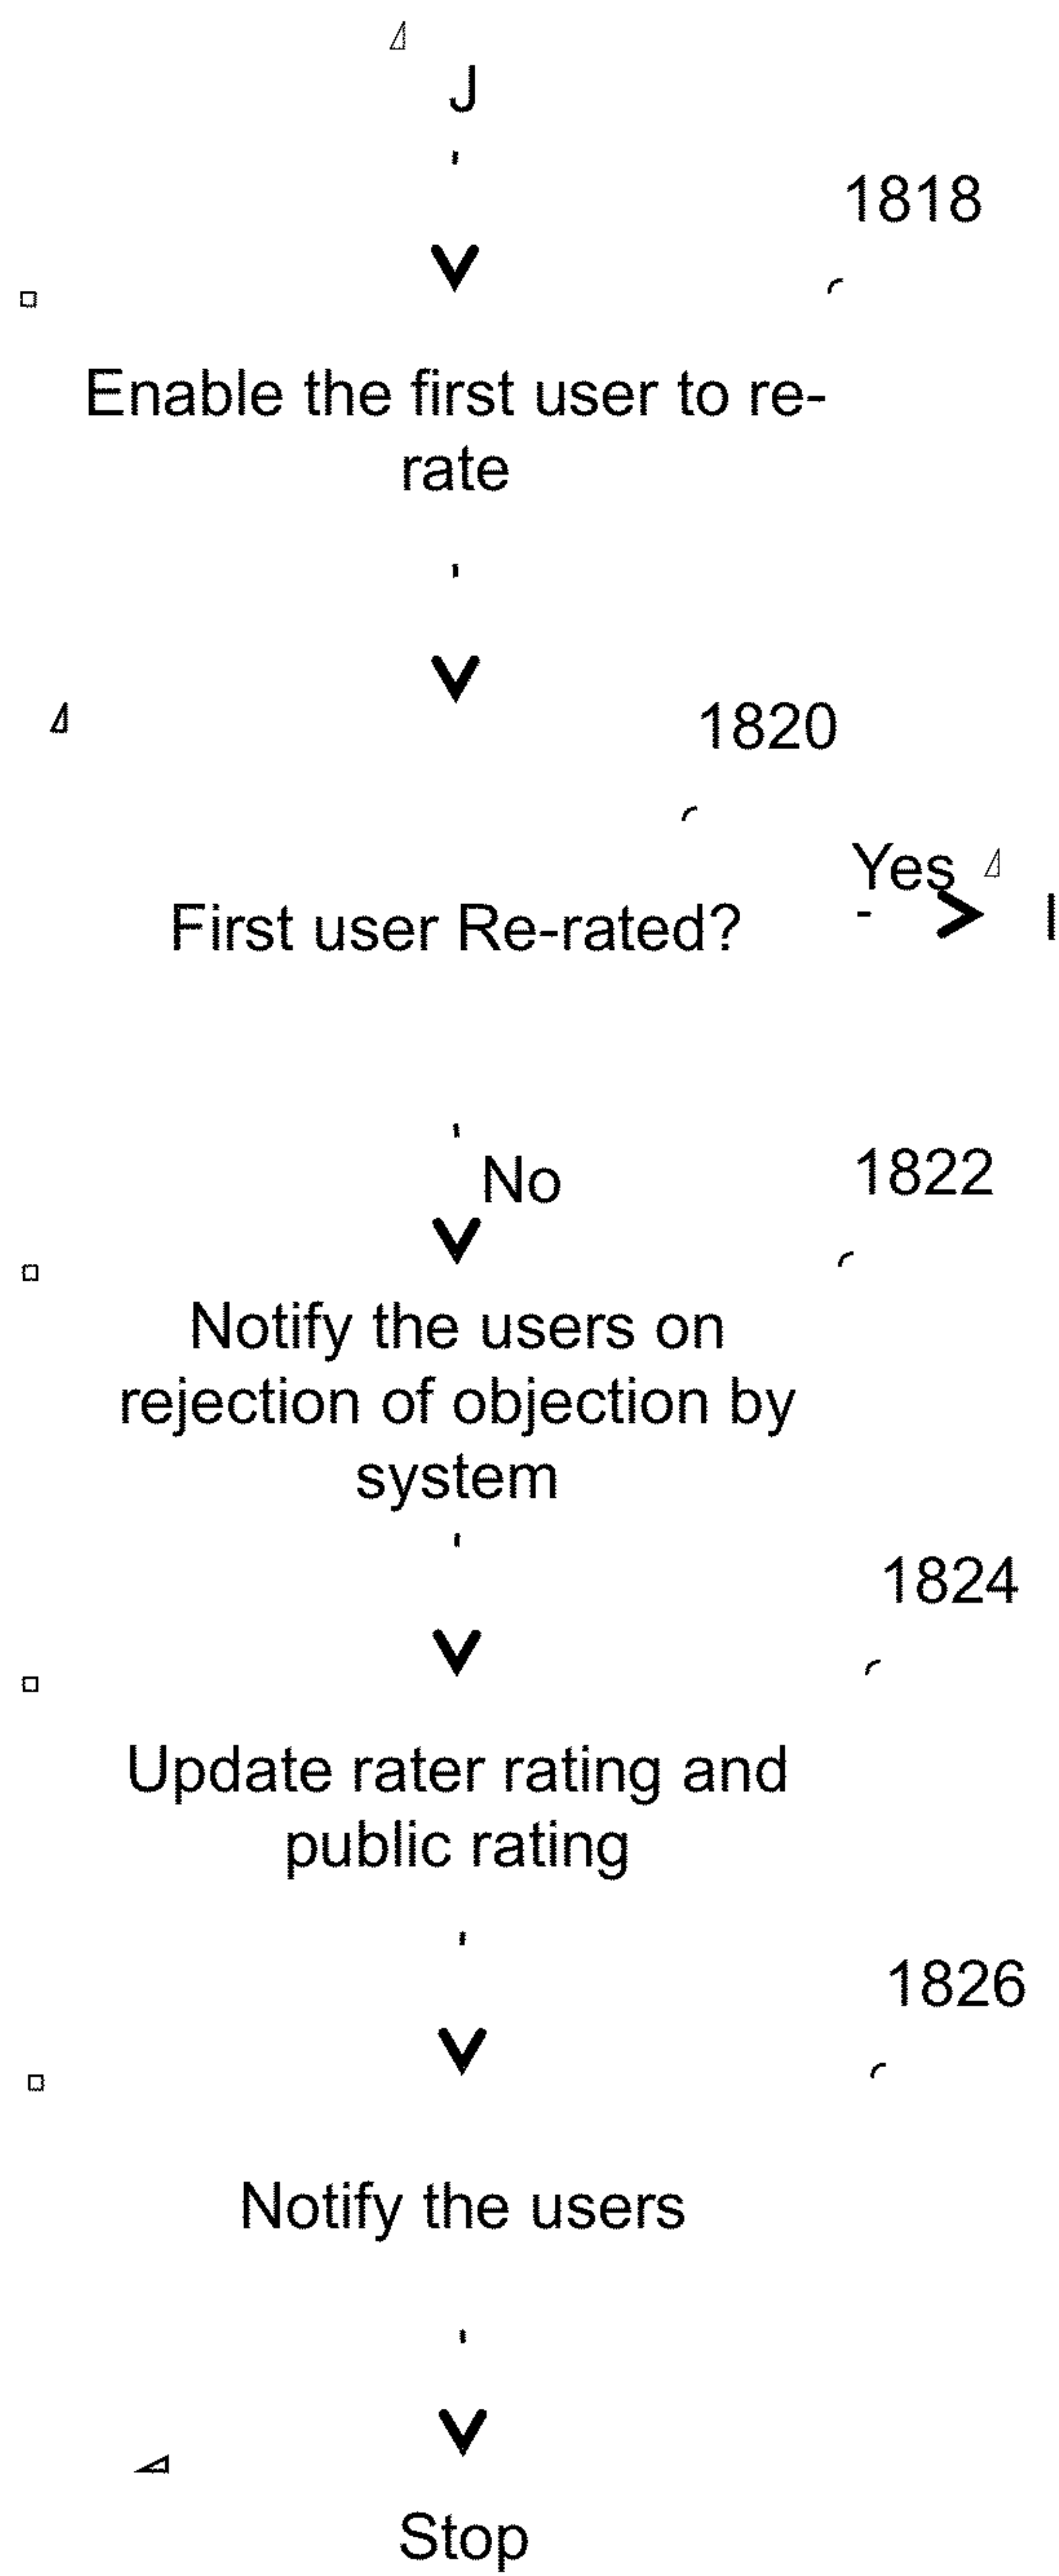 J
1818
Enable the first user to re-
rate
1820
Yes
First user Re-rated?
I
No
1822
Notify the users on
rejection of objection by
system
1824
Update rater rating and
public rating
1826
Notify the users
Stop